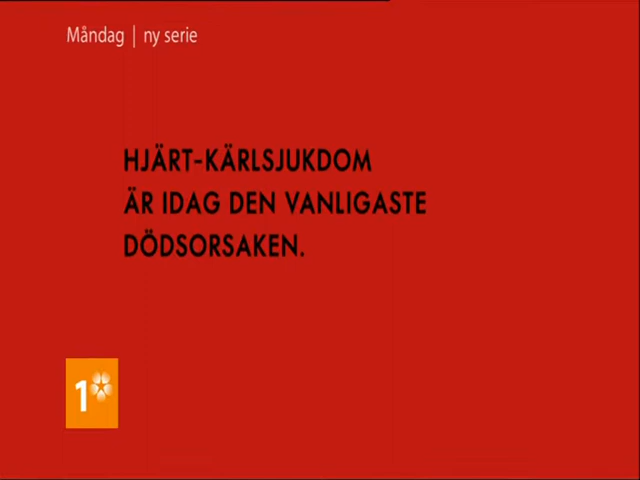 Måndag | ny serie
HJÄRT-KÄRLSJUKDOM
ÄR IDAG DEN VANLIGASTE
DÖDSORSAKEN.
1